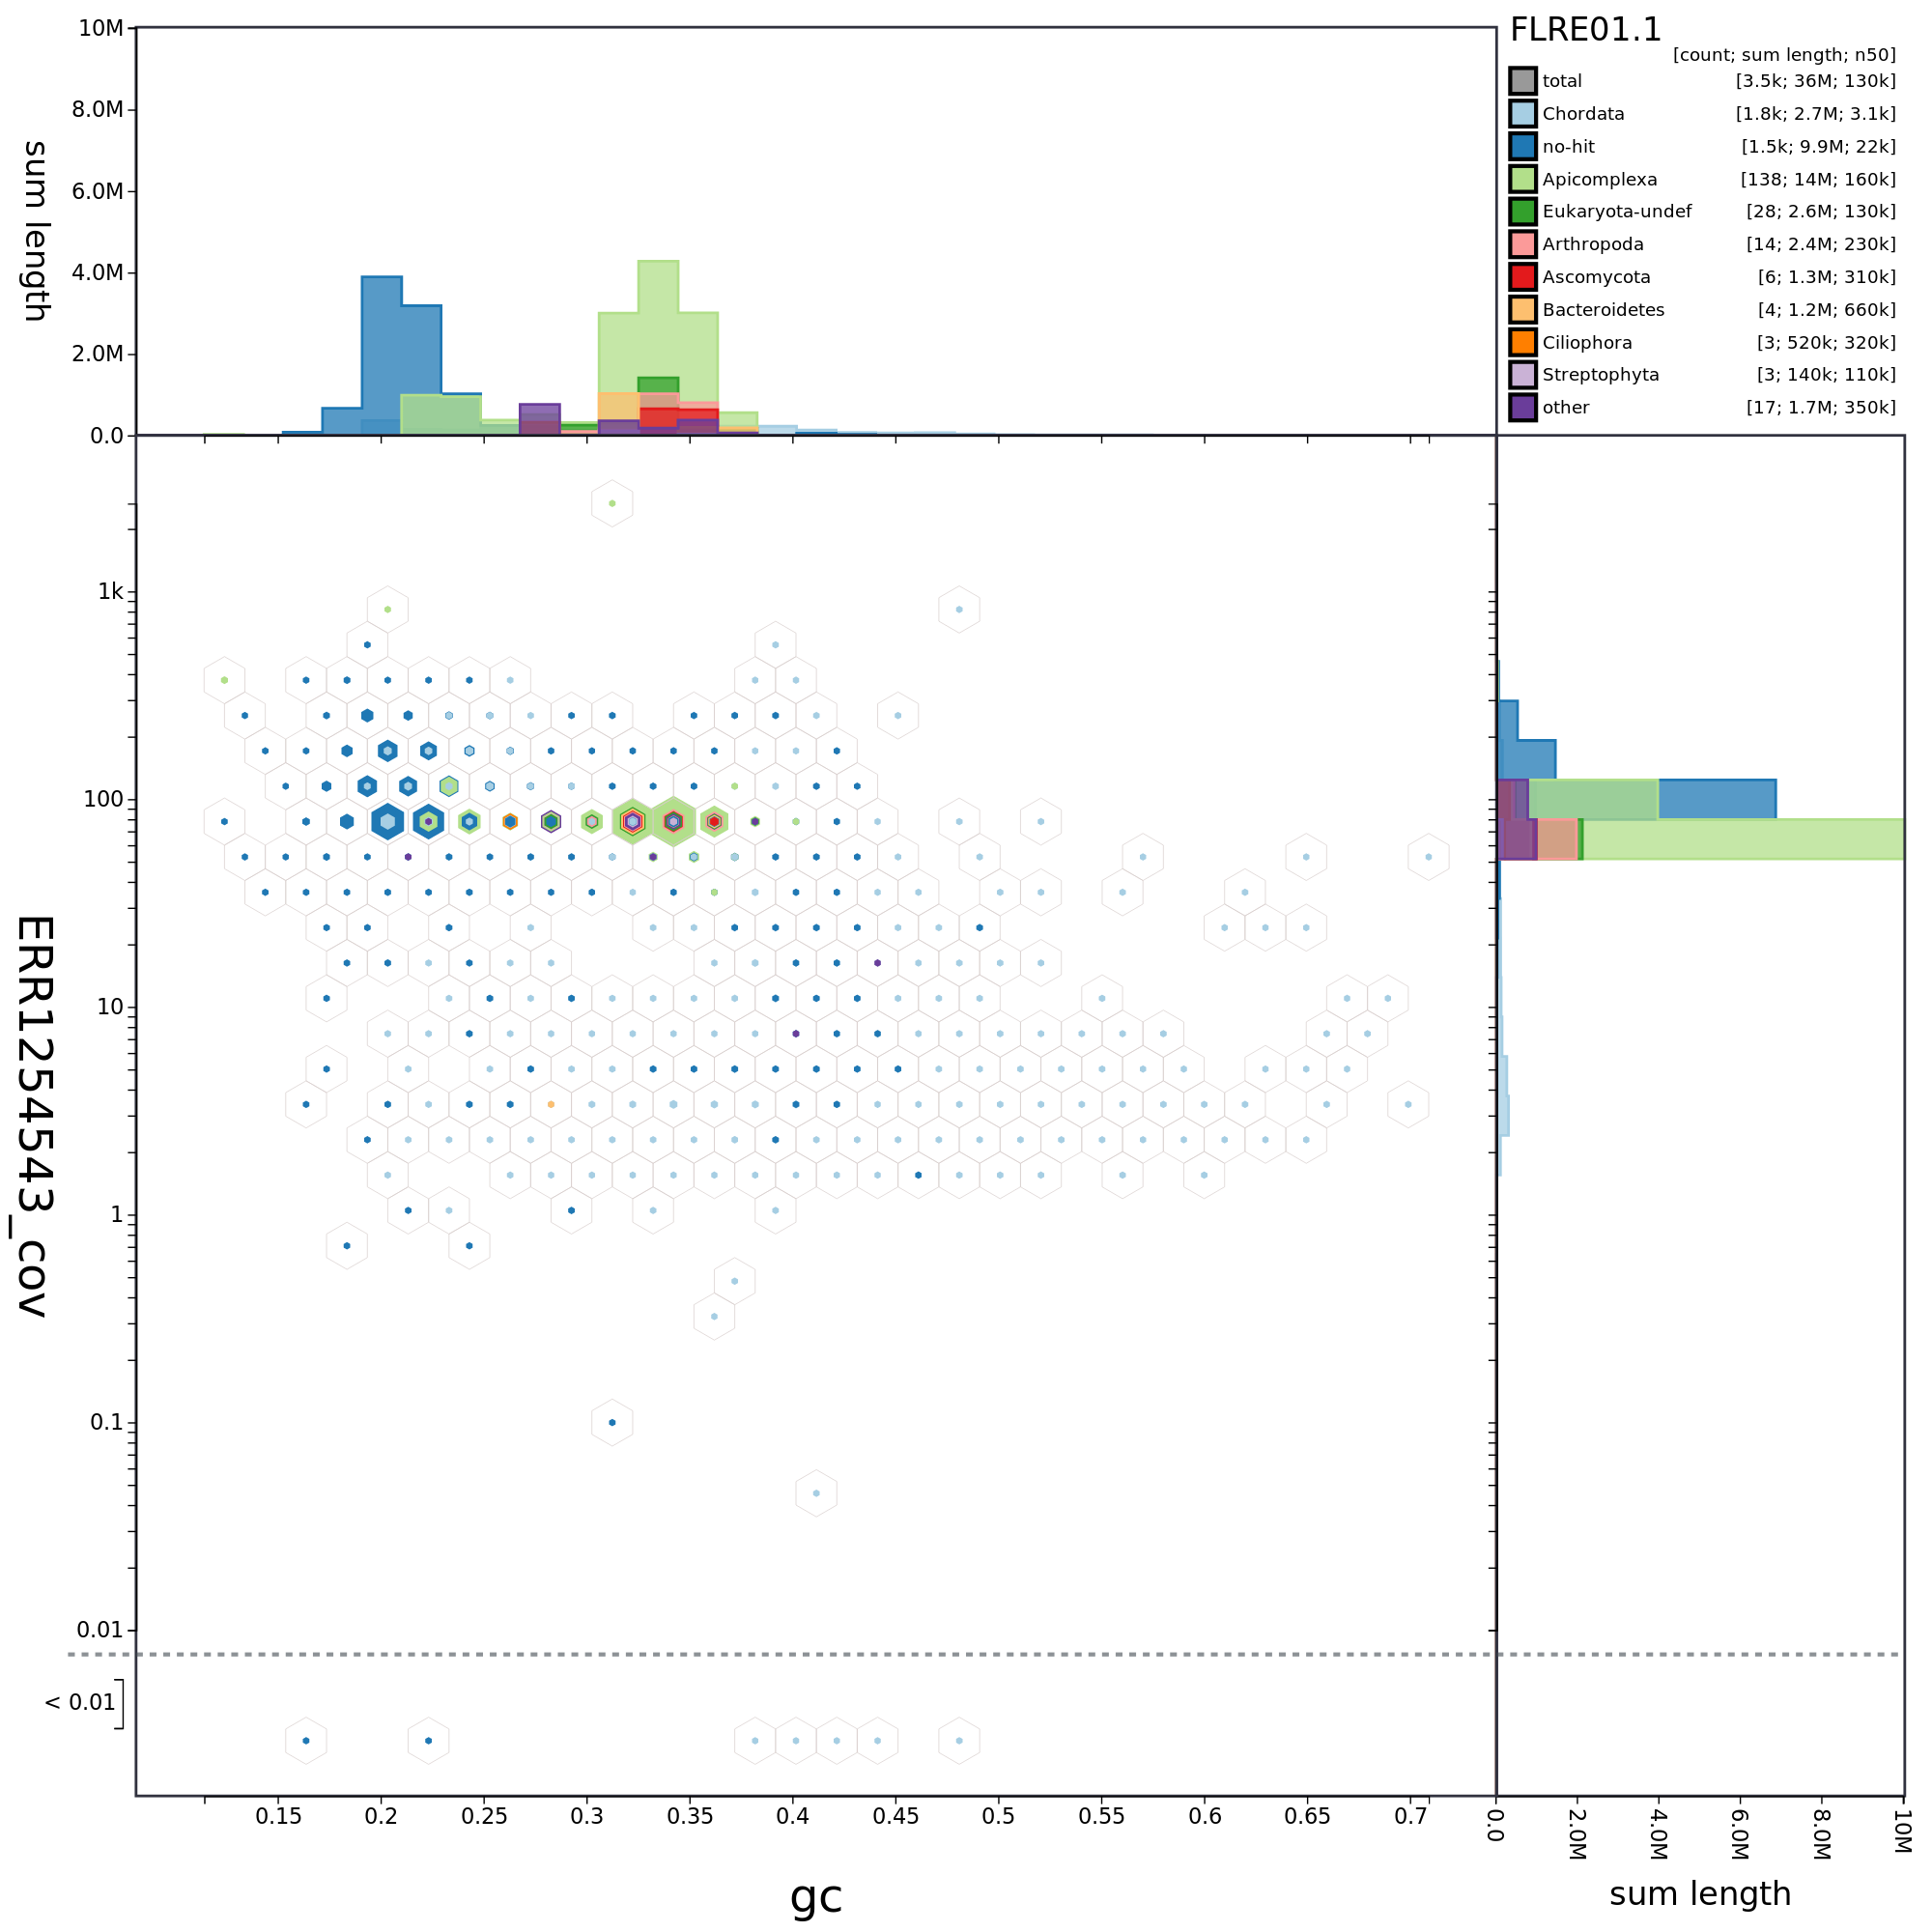 FLRE01.1
[count; sum length; n50]
total [3.5k; 36M; 130k]
Chordata [1.8k; 2.7M; 3.1k]
no-hit [1.5k; 9.9M; 22k]
Apicomplexa [138; 14M; 160k]
Eukaryota-undef [28; 2.6M; 130k]
Arthropoda [14; 2.4M; 230k]
Ascomycota [6; 1.3M; 310k]
Bacteroidetes [4; 1.2M; 660k]
Ciliophora [3; 520k; 320k]
Streptophyta [3; 140k; 110k]
other [17; 1.7M; 350k]
sum length
10M
8.0M
6.0M
4.0M
2.0M
0.0
ERR1254543_cov
1k
100
10
1
0.1
0.01
< 0.01
0.15 0.2 0.25 0.3 0.35 0.4 0.45 0.5 0.55 0.6 0.65 0.7
gc
0.0 2.0M 4.0M 6.0M 8.0M 10M
sum length